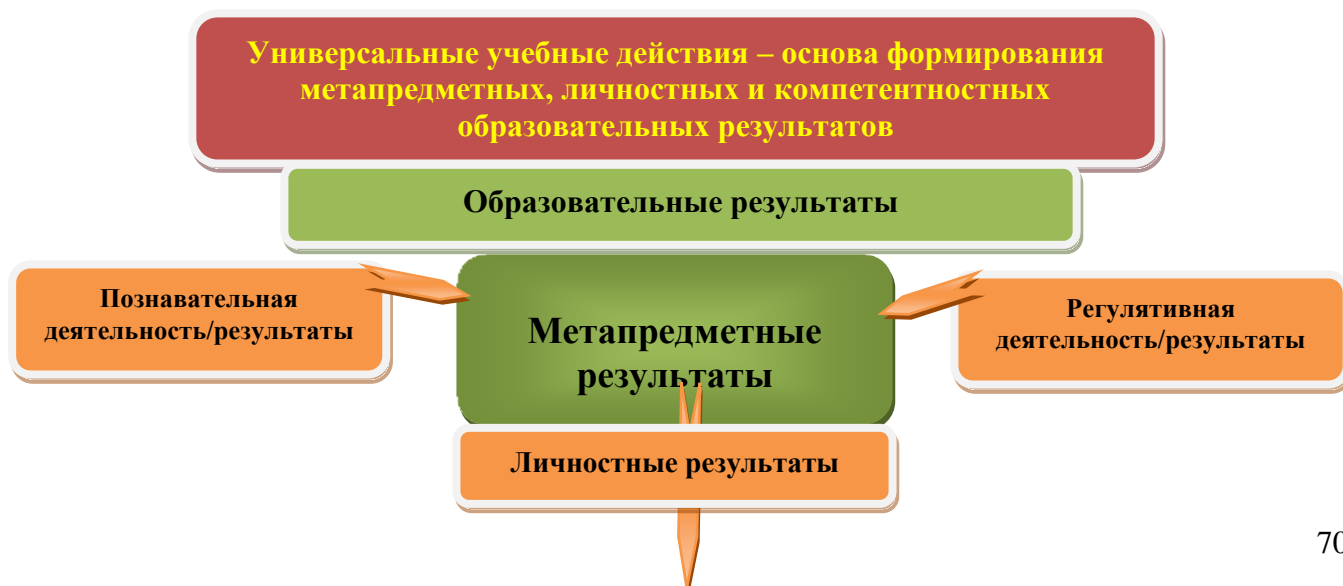 Универсальные учебные действия – основа формирования
метапредметных, личностных и компетентностных
образовательных результатов
Образовательные результаты
Познавательная
деятельность/результаты
Метапредметные
результаты
Регулятивная
деятельность/результаты
Личностные результаты
70